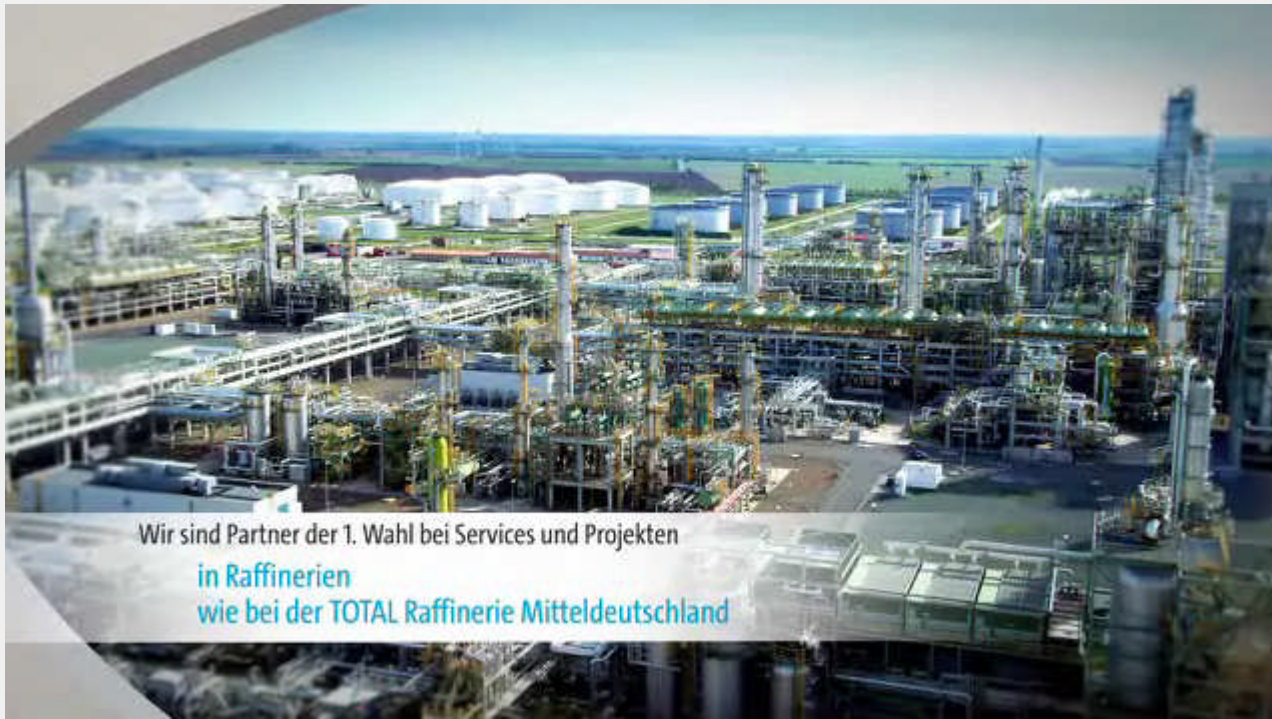 Wir sind Partner der 1. Wahl bei Services und Projekten
in Raffinerien
wie bei der TOTAL Raffinerie Mitteldeutschland